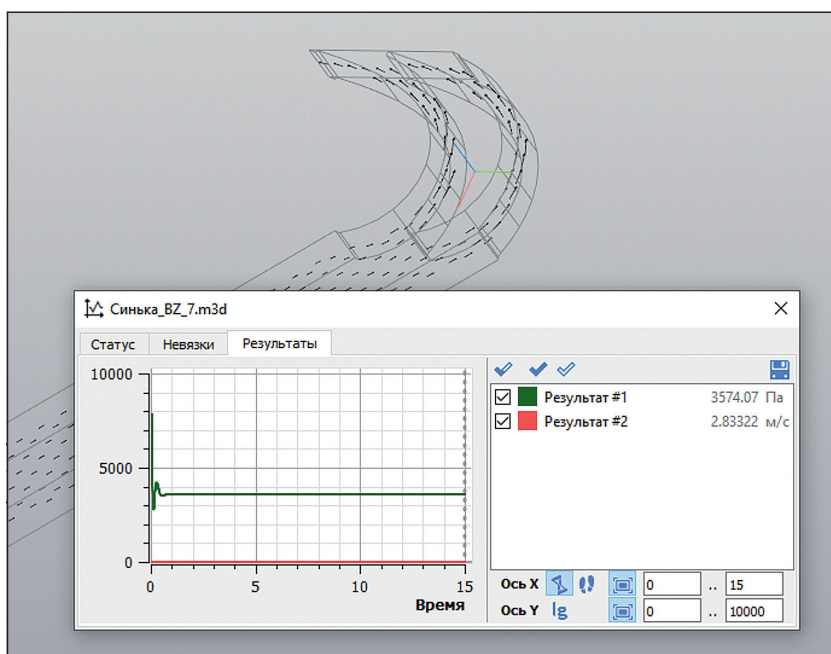 Синька_BZ_7.m3d
Статус Невязки Результаты
10000
5000
0
0 5 10 15
Время
Результат #1 3574.07 Па
Результат #2 2.83322 м/с
Ось X 0 .. 15
Ось Y lg 0 .. 10000